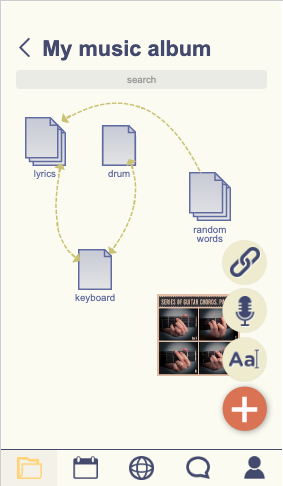 My music album
search
lyrics
drum
random
words
keyboard
SERIES OF GUITAR CHORDS.
Aa